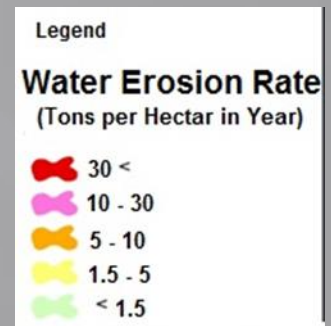 Legend
Water Erosion Rate
(Tons per Hectar in Year)
30 <
10 - 30
5 - 10
1.5 - 5
< 1.5